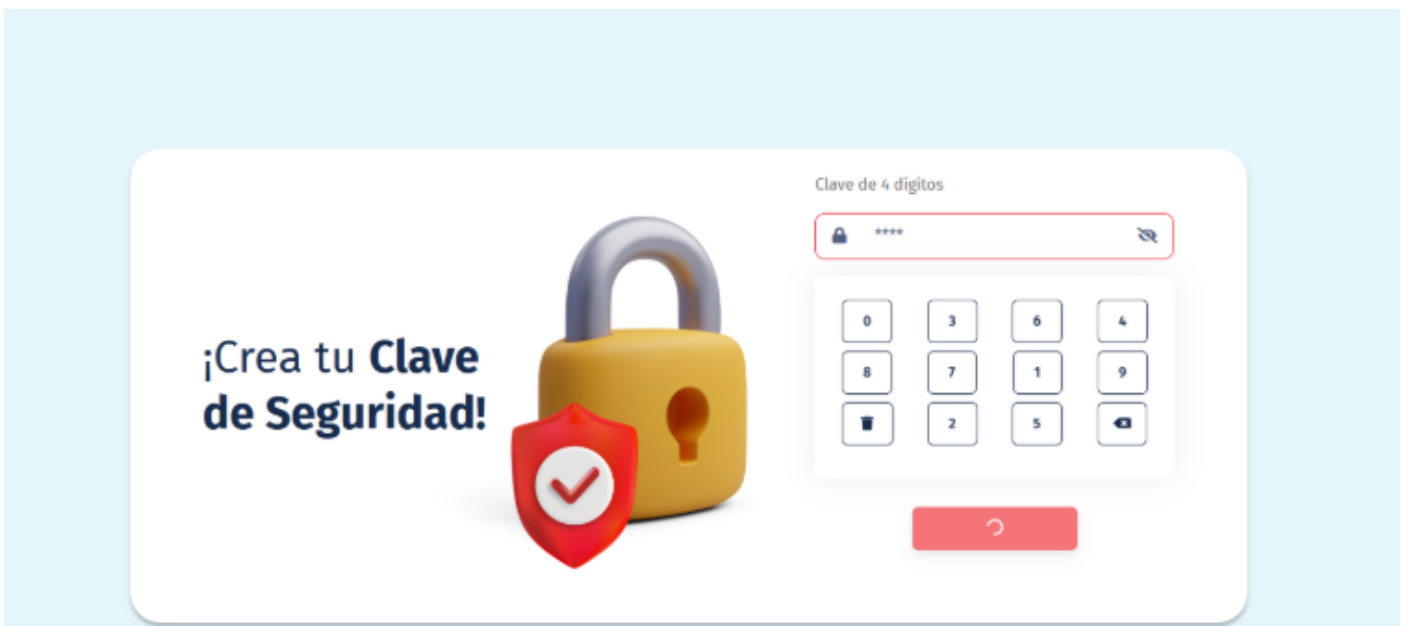 ¡Crea tu Clave
de Seguridad!
Clave de 4 dígitos
****
0 3 6 4
8 7 1 9
2 5